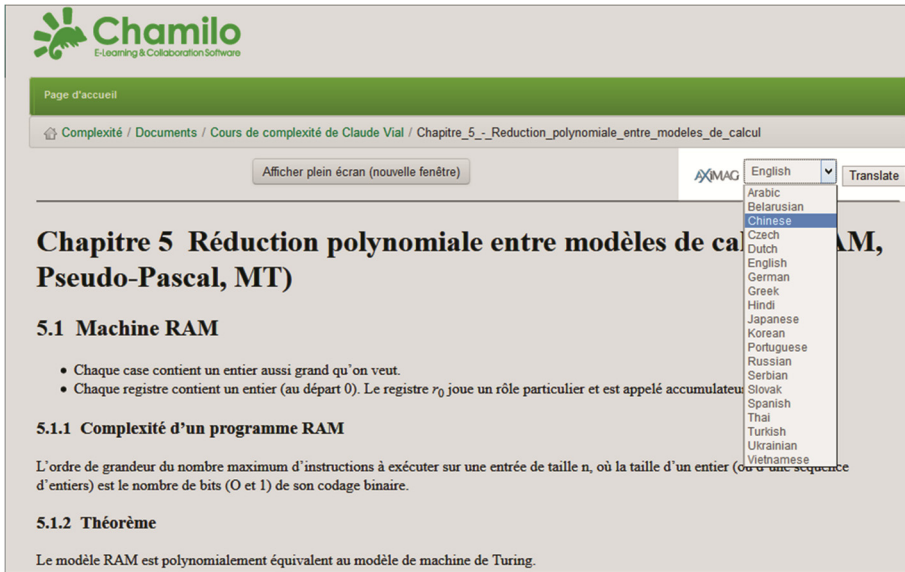 Chamilo
E-Learning & Collaboration Software
Page d'accueil
Complexité / Documents / Cours de complexité de Claude Vial / Chapitre_5_-_Reduction_polynomiale_entre_modeles_de_calcul
Afficher plein écran (nouvelle fenêtre)
AXiMAG English Translate
Arabic
Belarusian
Chinese
Czech
Dutch
English
German
Greek
Hindi
Japanese
Korean
Portuguese
Russian
Serbian
Slovak
Spanish
Thai
Turkish
Ukrainian
Vietnamese
Chapitre 5 Réduction polynomiale entre modèles de ca AM,
Pseudo-Pascal, MT)
5.1 Machine RAM
• Chaque case contient un entier aussi grand qu'on veut.
• Chaque registre contient un entier (au départ 0). Le registre r0 joue un rôle particulier et est appelé accumulateu
5.1.1 Complexité d'un programme RAM
L'ordre de grandeur du nombre maximum d'instructions à exécuter sur une entrée de taille n, où la taille d'un entier (ou d'une séquence
d'entiers) est le nombre de bits (O et 1) de son codage binaire.
5.1.2 Théorème
Le modèle RAM est polynomialement équivalent au modèle de machine de Turing.